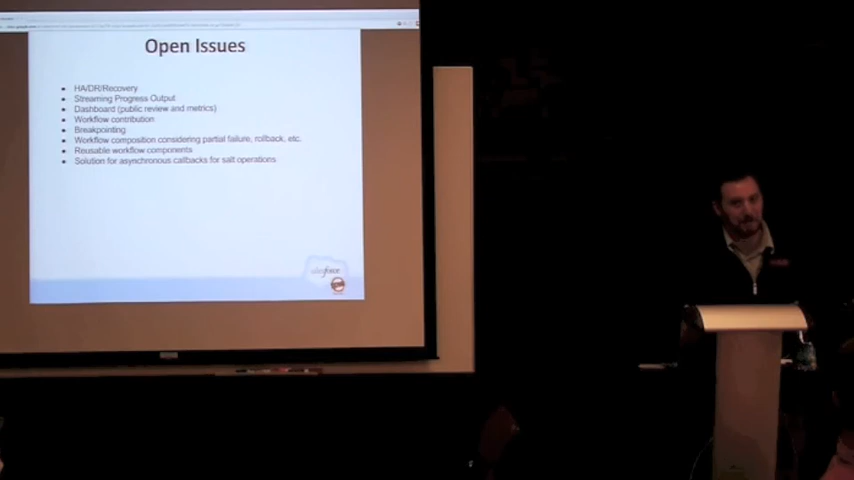 Open Issues
HA/DR/Recovery
Streaming Progress Output
Dashboard (public review and metrics)
Workflow contribution
Breakpointing
Workflow composition considering partial failure, rollback, etc.
Reusable workflow components
Solution for asynchronous callbacks for salt operations
salesforce